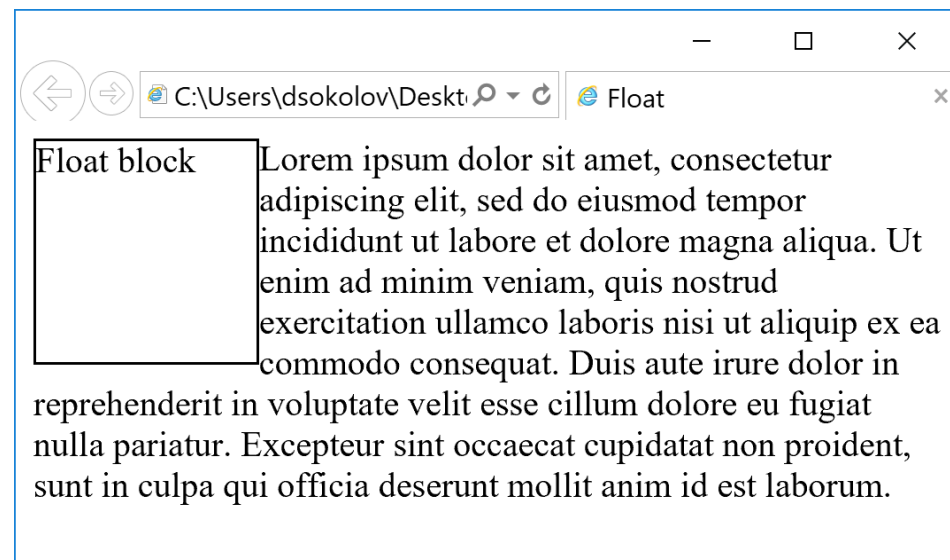 C:\Users\dsokolov\Deskt
Float
Float block
Lorem ipsum dolor sit amet, consectetur
adipiscing elit, sed do eiusmod tempor
incididunt ut labore et dolore magna aliqua. Ut
enim ad minim veniam, quis nostrud
exercitation ullamco laboris nisi ut aliquip ex ea
commodo consequat. Duis aute irure dolor in
reprehenderit in voluptate velit esse cillum dolore eu fugiat
nulla pariatur. Excepteur sint occaecat cupidatat non proident,
sunt in culpa qui officia deserunt mollit anim id est laborum.